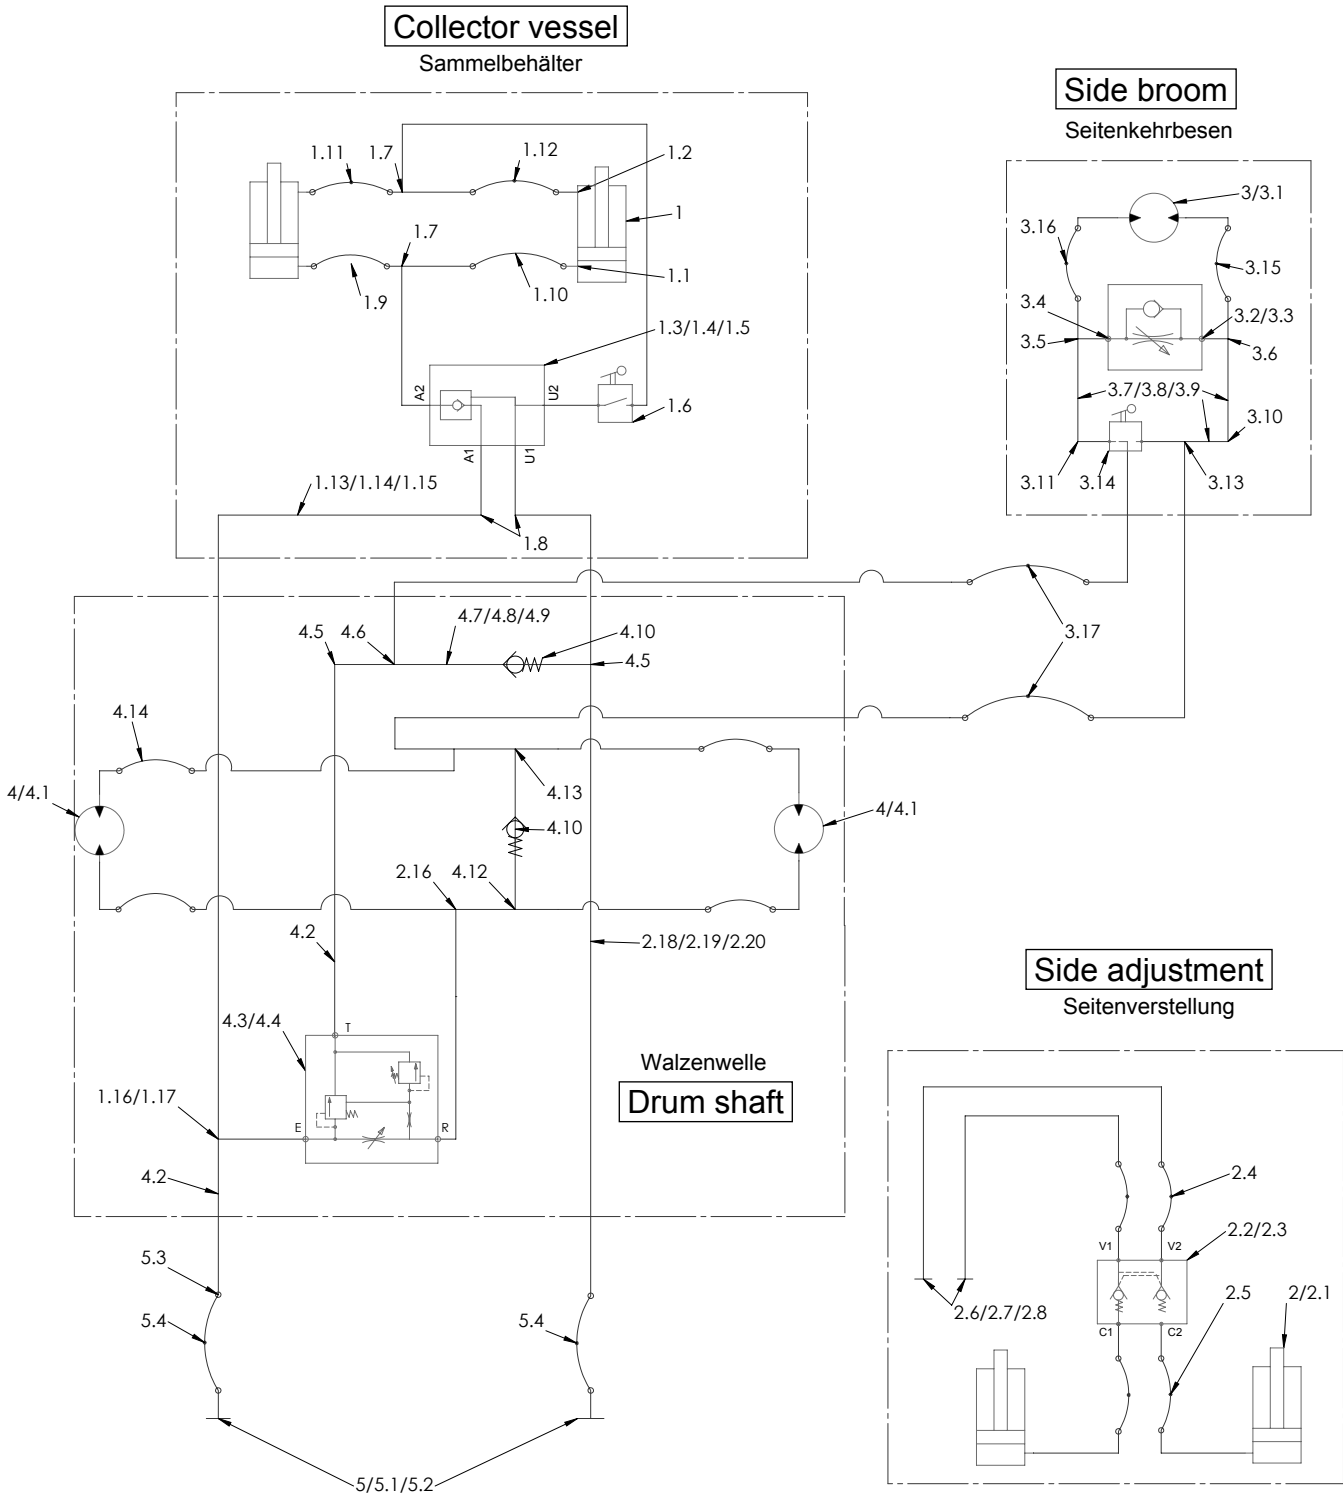 Collector vessel
Sammelbehälter
Side broom
Seitenkehrbesen
1.11
1.7
1.12
1.2
1
1.7
1.1
1.9
1.10
1.3/1.4/1.5
A2
U2
1.6
A1
U1
1.13/1.14/1.15
1.8
3/3.1
3.16
3.15
3.4
3.2/3.3
3.5
3.6
3.7/3.8/3.9
3.10
3.11
3.14
3.13
3.17
4.5
4.6
4.7/4.8/4.9
4.10
4.5
4.14
4/4.1
4.13
4.10
4/4.1
2.16
4.12
4.2
2.18/2.19/2.20
4.3/4.4
T
E
R
1.16/1.17
4.2
Walzenwelle
Drum shaft
5.3
5.4
5.4
5/5.1/5.2
Side adjustment
Seitenverstellung
2.4
V1
V2
2.2/2.3
2.6/2.7/2.8
C1
C2
2.5
2/2.1